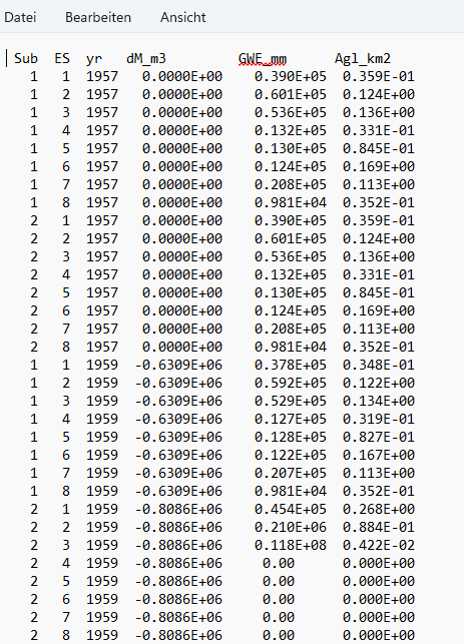 Datei Bearbeiten Ansicht
Sub ES yr dM_m3 GWE_mm Agl_km2
1 1 1957 0.0000E+00 0.390E+05 0.359E-01
1 2 1957 0.0000E+00 0.601E+05 0.124E+00
1 3 1957 0.0000E+00 0.536E+05 0.136E+00
1 4 1957 0.0000E+00 0.132E+05 0.331E-01
1 5 1957 0.0000E+00 0.130E+05 0.845E-01
1 6 1957 0.0000E+00 0.124E+05 0.169E+00
1 7 1957 0.0000E+00 0.208E+05 0.113E+00
1 8 1957 0.0000E+00 0.981E+04 0.352E-01
2 1 1957 0.0000E+00 0.390E+05 0.359E-01
2 2 1957 0.0000E+00 0.601E+05 0.124E+00
2 3 1957 0.0000E+00 0.536E+05 0.136E+00
2 4 1957 0.0000E+00 0.132E+05 0.331E-01
2 5 1957 0.0000E+00 0.130E+05 0.845E-01
2 6 1957 0.0000E+00 0.124E+05 0.169E+00
2 7 1957 0.0000E+00 0.208E+05 0.113E+00
2 8 1957 0.0000E+00 0.981E+04 0.352E-01
1 1 1959 -0.6309E+06 0.378E+05 0.348E-01
1 2 1959 -0.6309E+06 0.592E+05 0.122E+00
1 3 1959 -0.6309E+06 0.529E+05 0.134E+00
1 4 1959 -0.6309E+06 0.127E+05 0.319E-01
1 5 1959 -0.6309E+06 0.128E+05 0.827E-01
1 6 1959 -0.6309E+06 0.122E+05 0.167E+00
1 7 1959 -0.6309E+06 0.207E+05 0.113E+00
1 8 1959 -0.6309E+06 0.981E+04 0.352E-01
2 1 1959 -0.8086E+06 0.454E+05 0.268E+00
2 2 1959 -0.8086E+06 0.210E+06 0.884E-01
2 3 1959 -0.8086E+06 0.118E+08 0.422E-02
2 4 1959 -0.8086E+06 0.00 0.000E+00
2 5 1959 -0.8086E+06 0.00 0.000E+00
2 6 1959 -0.8086E+06 0.00 0.000E+00
2 7 1959 -0.8086E+06 0.00 0.000E+00
2 8 1959 -0.8086E+06 0.00 0.000E+00